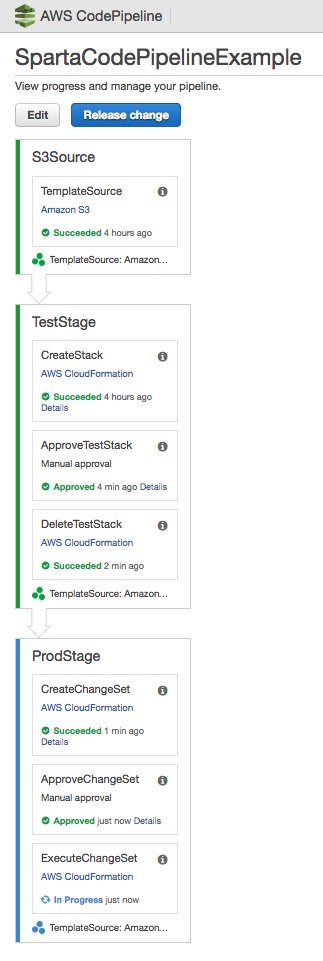 AWS CodePipeline
SpartaCodePipelineExample
View progress and manage your pipeline.
Edit
Release change
S3Source
TemplateSource
Amazon S3
Succeeded 4 hours ago
TemplateSource: Amazon...
TestStage
CreateStack
AWS CloudFormation
Succeeded 4 hours ago
Details
ApproveTestStack
Manual approval
Approved 4 min ago Details
DeleteTestStack
AWS CloudFormation
Succeeded 2 min ago
TemplateSource: Amazon...
ProdStage
CreateChangeSet
AWS CloudFormation
Succeeded 1 min ago
Details
ApproveChangeSet
Manual approval
Approved just now Details
ExecuteChangeSet
AWS CloudFormation
In Progress just now
TemplateSource: Amazon...